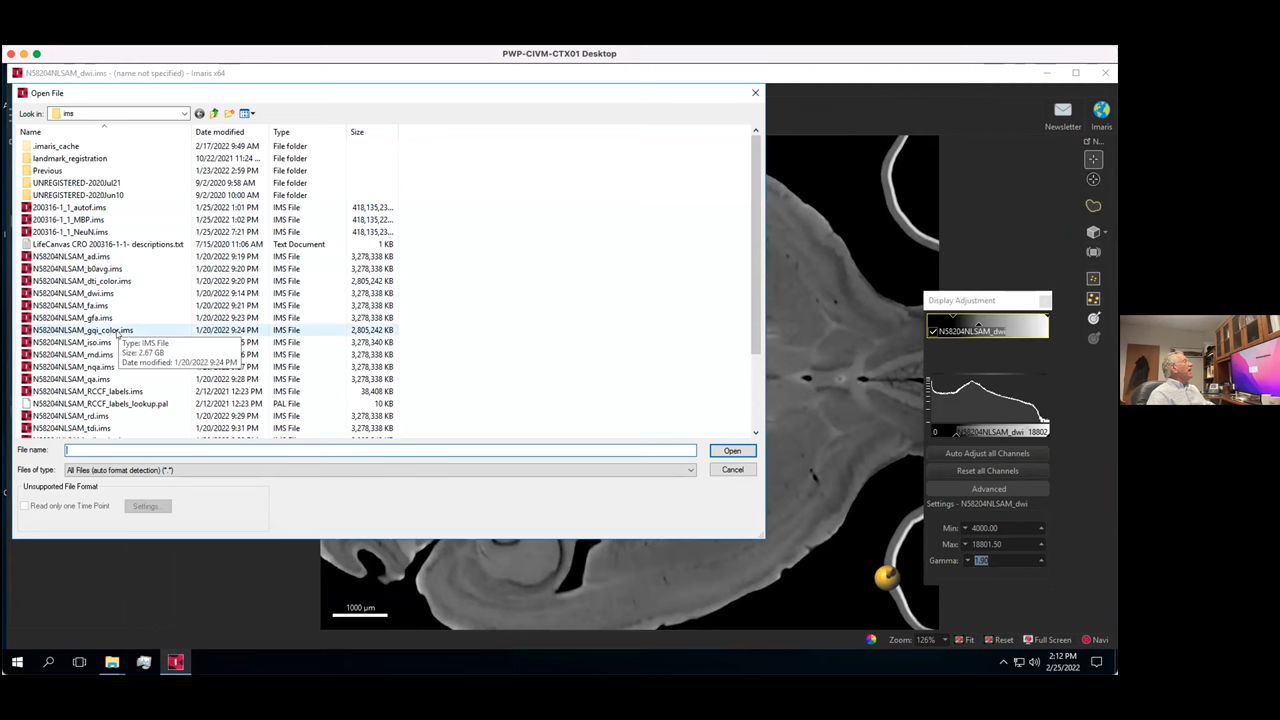 PWP-CIVM-CTX01 Desktop
N58204NLSAM_dwi.ims - (name not specified) - Imaris x64
Open File
Look in: ims
Name Date modified Type Size
.imaris_cache 2/17/2022 9:49 AM File folder
landmark_registration 10/22/2021 11:24 ... File folder
Previous 1/23/2022 2:59 PM File folder
UNREGISTERED-2020Jul21 9/2/2020 9:58 AM File folder
UNREGISTERED-2020Jun10 9/2/2020 10:00 AM File folder
200316-1_1_autof.ims 1/25/2022 1:01 PM IMS File 418,135,23...
200316-1_1_MBP.ims 1/25/2022 1:02 PM IMS File 418,135,22...
200316-1_1_NeuN.ims 1/25/2022 7:21 PM IMS File 418,135,23...
LifeCanvas CRO 200316-1-1- descriptions.txt 7/15/2020 11:06 AM Text Document 1 KB
N58204NLSAM_ad.ims 1/20/2022 9:19 PM IMS File 3,278,338 KB
N58204NLSAM_b0avg.ims 1/20/2022 9:20 PM IMS File 3,278,338 KB
N58204NLSAM_dti_color.ims 1/20/2022 9:20 PM IMS File 2,805,242 KB
N58204NLSAM_dwi.ims 1/20/2022 9:14 PM IMS File 3,278,338 KB
N58204NLSAM_fa.ims 1/20/2022 9:21 PM IMS File 3,278,338 KB
N58204NLSAM_gfa.ims 1/20/2022 9:23 PM IMS File 3,278,338 KB
N58204NLSAM_gqi_color.ims 1/20/2022 9:24 PM IMS File 2,805,242 KB
N58204NLSAM_iso.ims 5 PM IMS File 3,278,340 KB
N58204NLSAM_md.ims PM IMS File 3,278,338 KB
N58204NLSAM_nqa.ims PM IMS File 3,278,338 KB
Type: IMS File
Size: 2.67 GB
Date modified: 1/20/2022 9:24 PM
N58204NLSAM_qa.ims 1/20/2022 9:28 PM IMS File 3,278,338 KB
N58204NLSAM_RCCF_labels.ims 2/12/2021 12:23 PM IMS File 38,408 KB
N58204NLSAM_RCCF_labels_lookup.pal 2/12/2021 12:23 PM PAL File 10 KB
N58204NLSAM_rd.ims 1/20/2022 9:29 PM IMS File 3,278,338 KB
N58204NLSAM_tdi.ims 1/20/2022 9:31 PM IMS File 3,278,338 KB
File name: Open
Files of type: All Files (auto format detection) (*.*) Cancel
Unsupported File Format
Read only one Time Point Settings...
Newsletter Imaris
N...
Display Adjustment
N58204NLSAM_dwi
0 N58204NLSAM_dwi 18802
Auto Adjust all Channels
Reset all Channels
Advanced
Settings - N58204NLSAM_dwi
Min: 4000.00
Max: 18801.50
Gamma: 1.90
1000 µm
Zoom: 126% Fit Reset Full Screen Navi
2:12 PM
2/25/2022